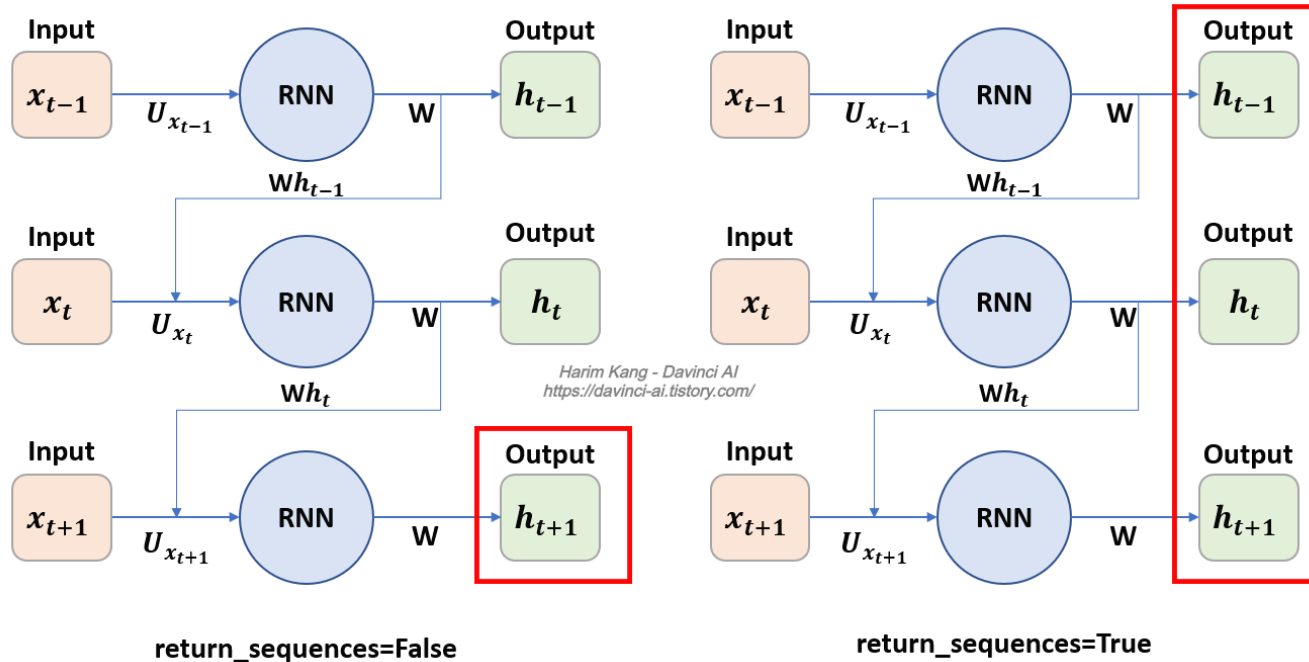 Input Output Input Output
x_{t-1} RNN h_{t-1} x_{t-1} RNN h_{t-1}
U_{x_{t-1}} W U_{x_{t-1}} W
Wh_{t-1} Wh_{t-1}
Input Output Input Output
x_t RNN h_t x_t RNN h_t
U_{x_t} W U_{x_t} W
Harim Kang - Davinci AI
https://davinci-ai.tistory.com/
Wh_t Wh_t
Input Output Input Output
x_{t+1} RNN h_{t+1} x_{t+1} RNN h_{t+1}
U_{x_{t+1}} W U_{x_{t+1}} W
return_sequences=False return_sequences=True